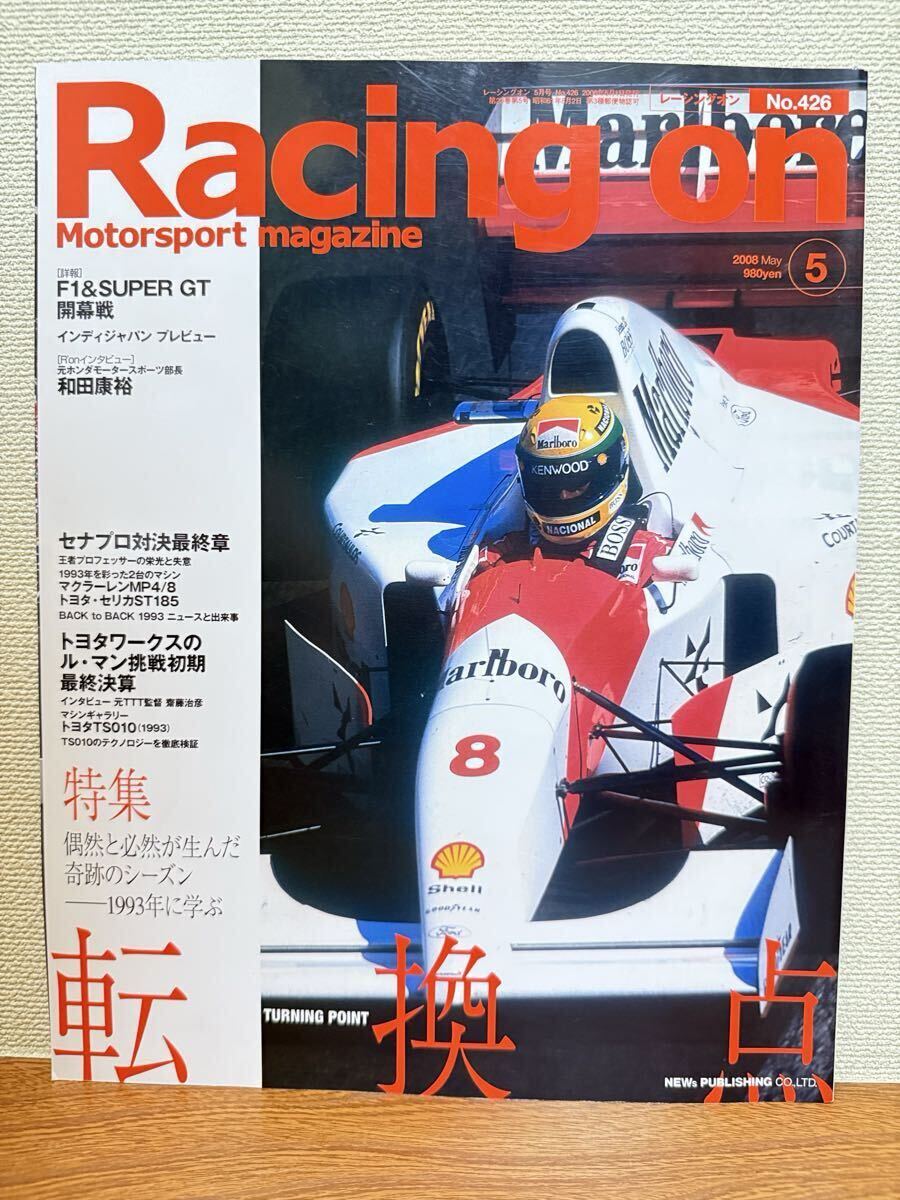 レーシングオン 5月号 No.426
レーシングオン
No.426
Marlboro
Racing on
Motorsport magazine
2008 May
980yen
5
[詳報]
F1&SUPER GT
開幕戦
インディジャパン プレビュー
[R'onインタビュー]
元ホンダモータースポーツ部長
和田康裕
セナプロ対決最終章
王者プロフェッサーの栄光と失意
1993年を彩った2台のマシン
マクラーレンMP4/8
トヨタ・セリカST185
BACK to BACK 1993 ニュースと出来事
トヨタワークスの
ル・マン挑戦初期
最終決算
インタビュー 元TTT監督 齋藤治彦
マシンギャラリー
トヨタTS010(1993)
TS010のテクノロジーを徹底検証
特集
偶然と必然が生んだ
奇跡のシーズン
——1993年に学ぶ
転換点
TURNING POINT
NEWs PUBLISHING CO.,LTD.
Marlboro
Marlboro
KENWOOD
NACIONAL
BOSS
COURTAULDS
Marlboro
8
Shell
GOODYEAR
Ford